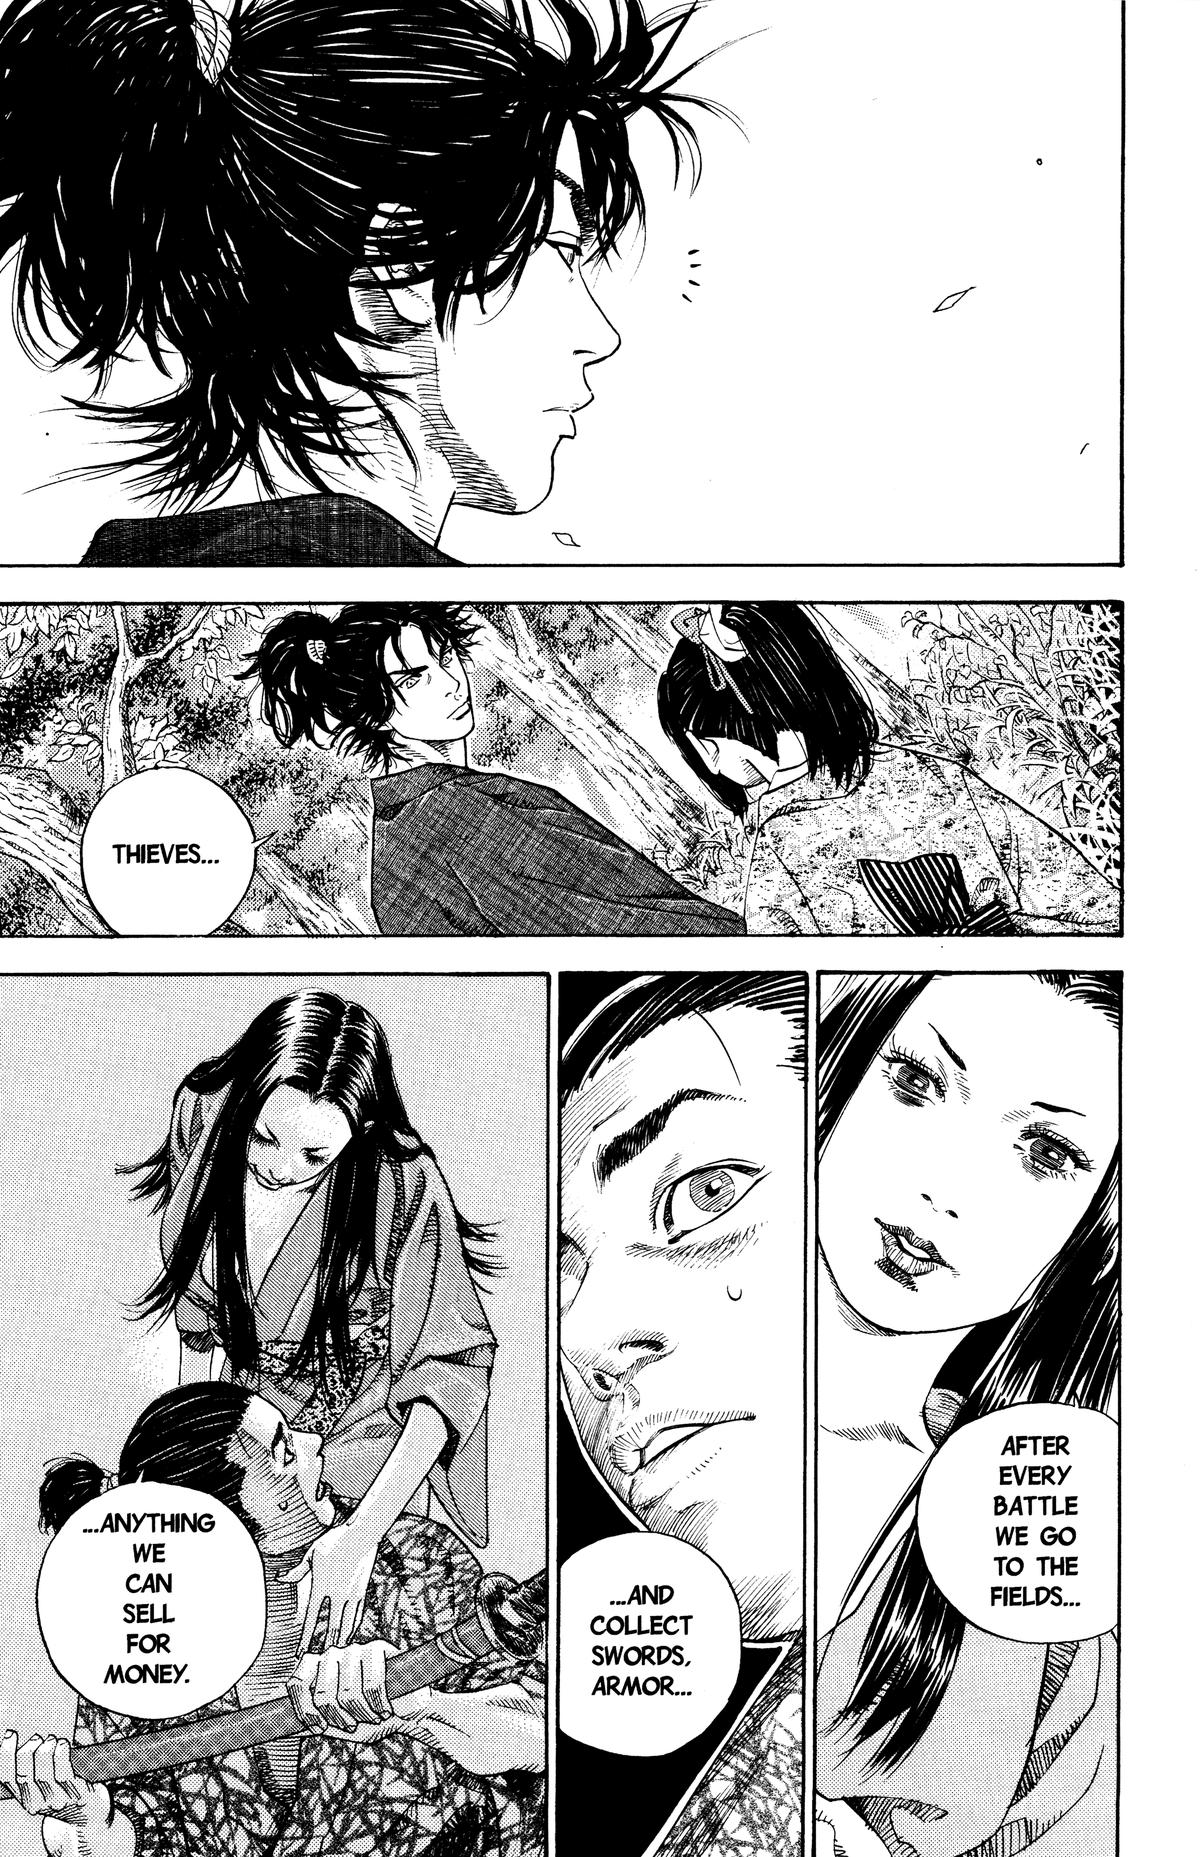 THIEVES...
AFTER
EVERY
BATTLE
WE GO
TO THE
FIELDS...
...AND
COLLECT
SWORDS,
ARMOR...
...ANYTHING
WE
CAN
SELL
FOR
MONEY.